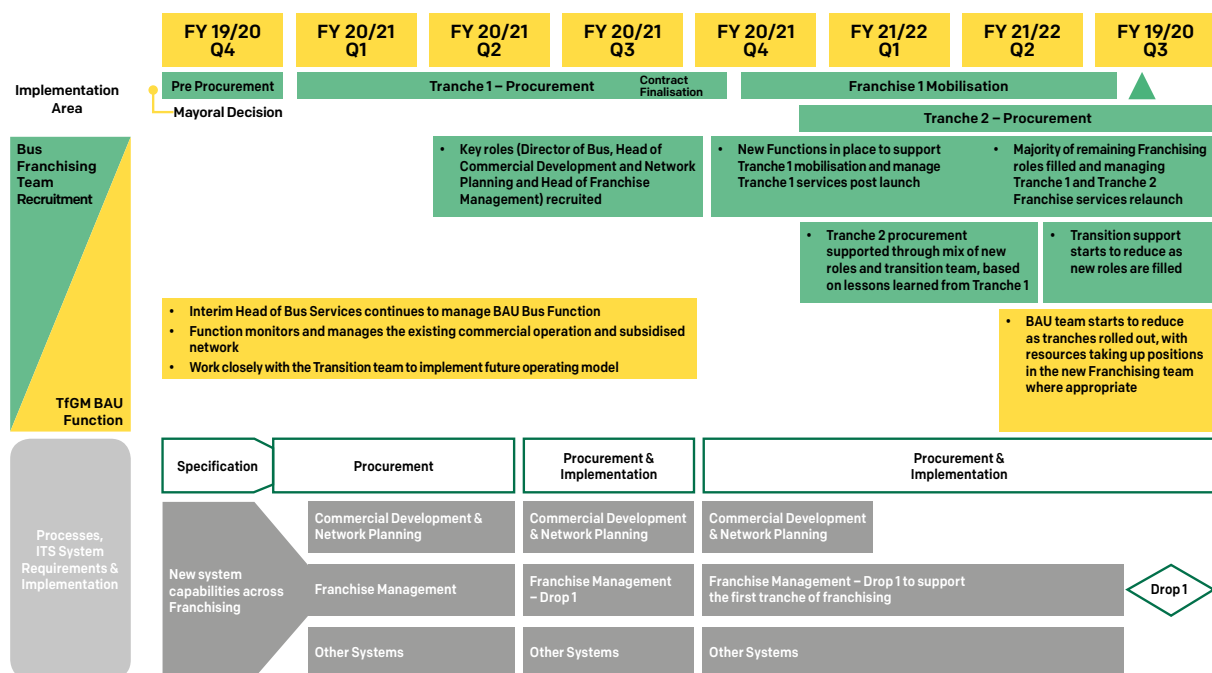 FY 19/20
Q4
FY 20/21
Q1
FY 20/21
Q2
FY 20/21
Q3
FY 20/21
Q4
FY 21/22
Q1
FY 21/22
Q2
FY 19/20
Q3
Implementation
Area
Pre Procurement
Tranche 1 – Procurement
Contract
Finalisation
Franchise 1 Mobilisation
Mayoral Decision
Tranche 2 – Procurement
Bus
Franchising
Team
Recruitment
• Key roles (Director of Bus, Head of
Commercial Development and Network
Planning and Head of Franchise
Management) recruited
• New Functions in place to support
Tranche 1 mobilisation and manage
Tranche 1 services post launch
• Majority of remaining Franchising
roles filled and managing
Tranche 1 and Tranche 2
Franchise services relaunch
• Tranche 2 procurement
supported through mix of new
roles and transition team, based
on lessons learned from Tranche 1
• Transition support
starts to reduce as
new roles are filled
• Interim Head of Bus Services continues to manage BAU Bus Function
• Function monitors and manages the existing commercial operation and subsidised
network
• Work closely with the Transition team to implement future operating model
• BAU team starts to reduce
as tranches rolled out, with
resources taking up positions
in the new Franchising team
where appropriate
TfGM BAU
Function
Specification
Procurement
Procurement &
Implementation
Procurement &
Implementation
Processes,
ITS System
Requirements &
Implementation
New system
capabilities across
Franchising
Commercial Development &
Network Planning
Commercial Development
& Network Planning
Commercial Development
& Network Planning
Franchise Management
Franchise Management
– Drop 1
Franchise Management – Drop 1 to support
the first tranche of franchising
Drop 1
Other Systems
Other Systems
Other Systems